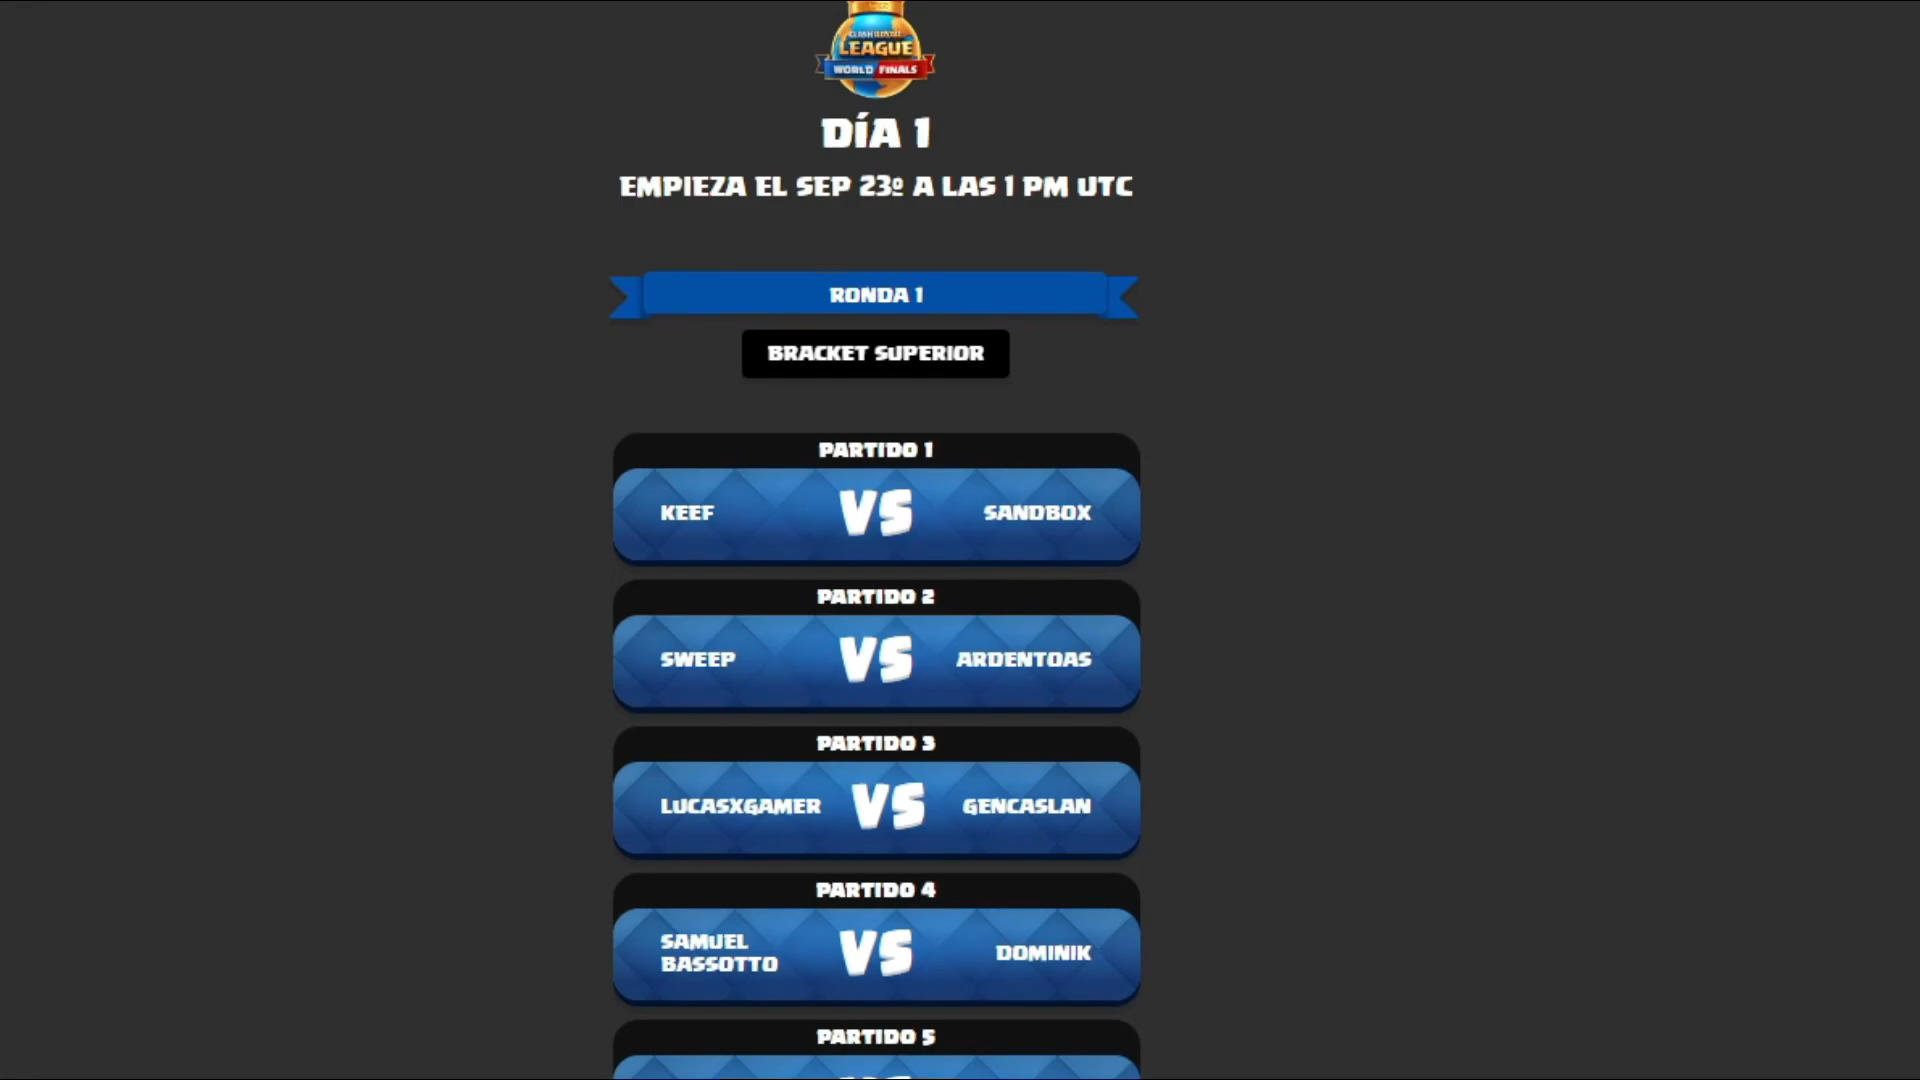 CLASH ROYALE
LEAGUE
WORLD FINALS
DÍA 1
EMPIEZA EL SEP 23º A LAS 1 PM UTC
RONDA 1
BRACKET SUPERIOR
PARTIDO 1
KEEF VS SANDBOX
PARTIDO 2
SWEEP VS ARDENTOAS
PARTIDO 3
LUCASXGAMER VS GENCASLAN
PARTIDO 4
SAMUEL
BASSOTTO VS DOMINIK
PARTIDO 5